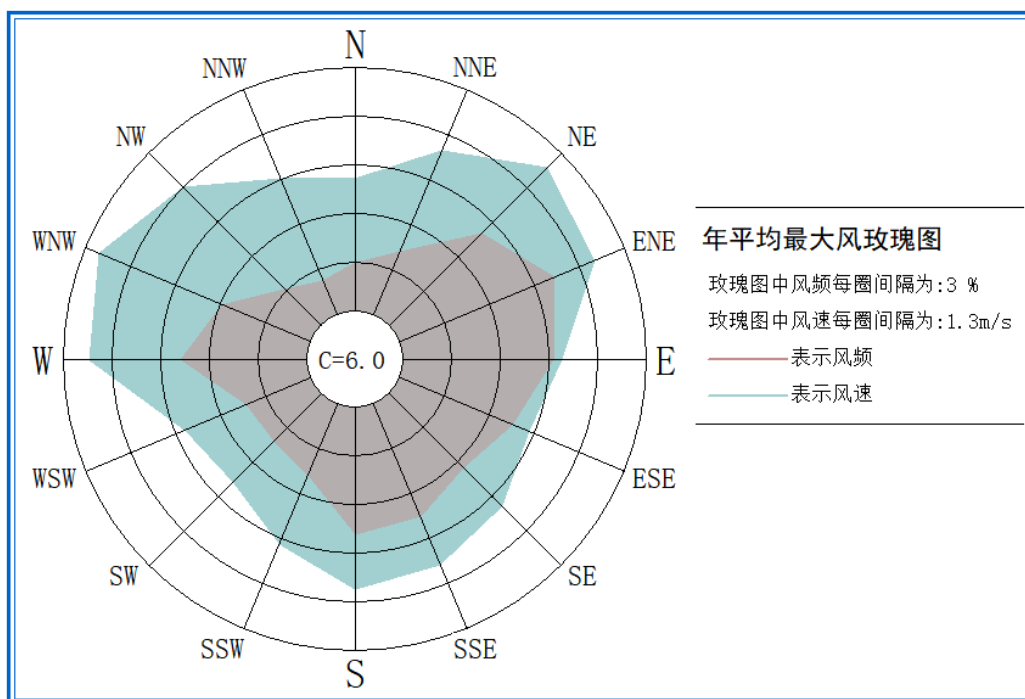 N
NNW
NNE
NW
NE
WNW
ENE
年平均最大风玫瑰图
玫瑰图中风频每圈间隔为:3 %
玫瑰图中风速每圈间隔为:1.3m/s
W
C=6.0
E
表示风频
表示风速
WSW
ESE
SW
SE
SSW
SSE
S